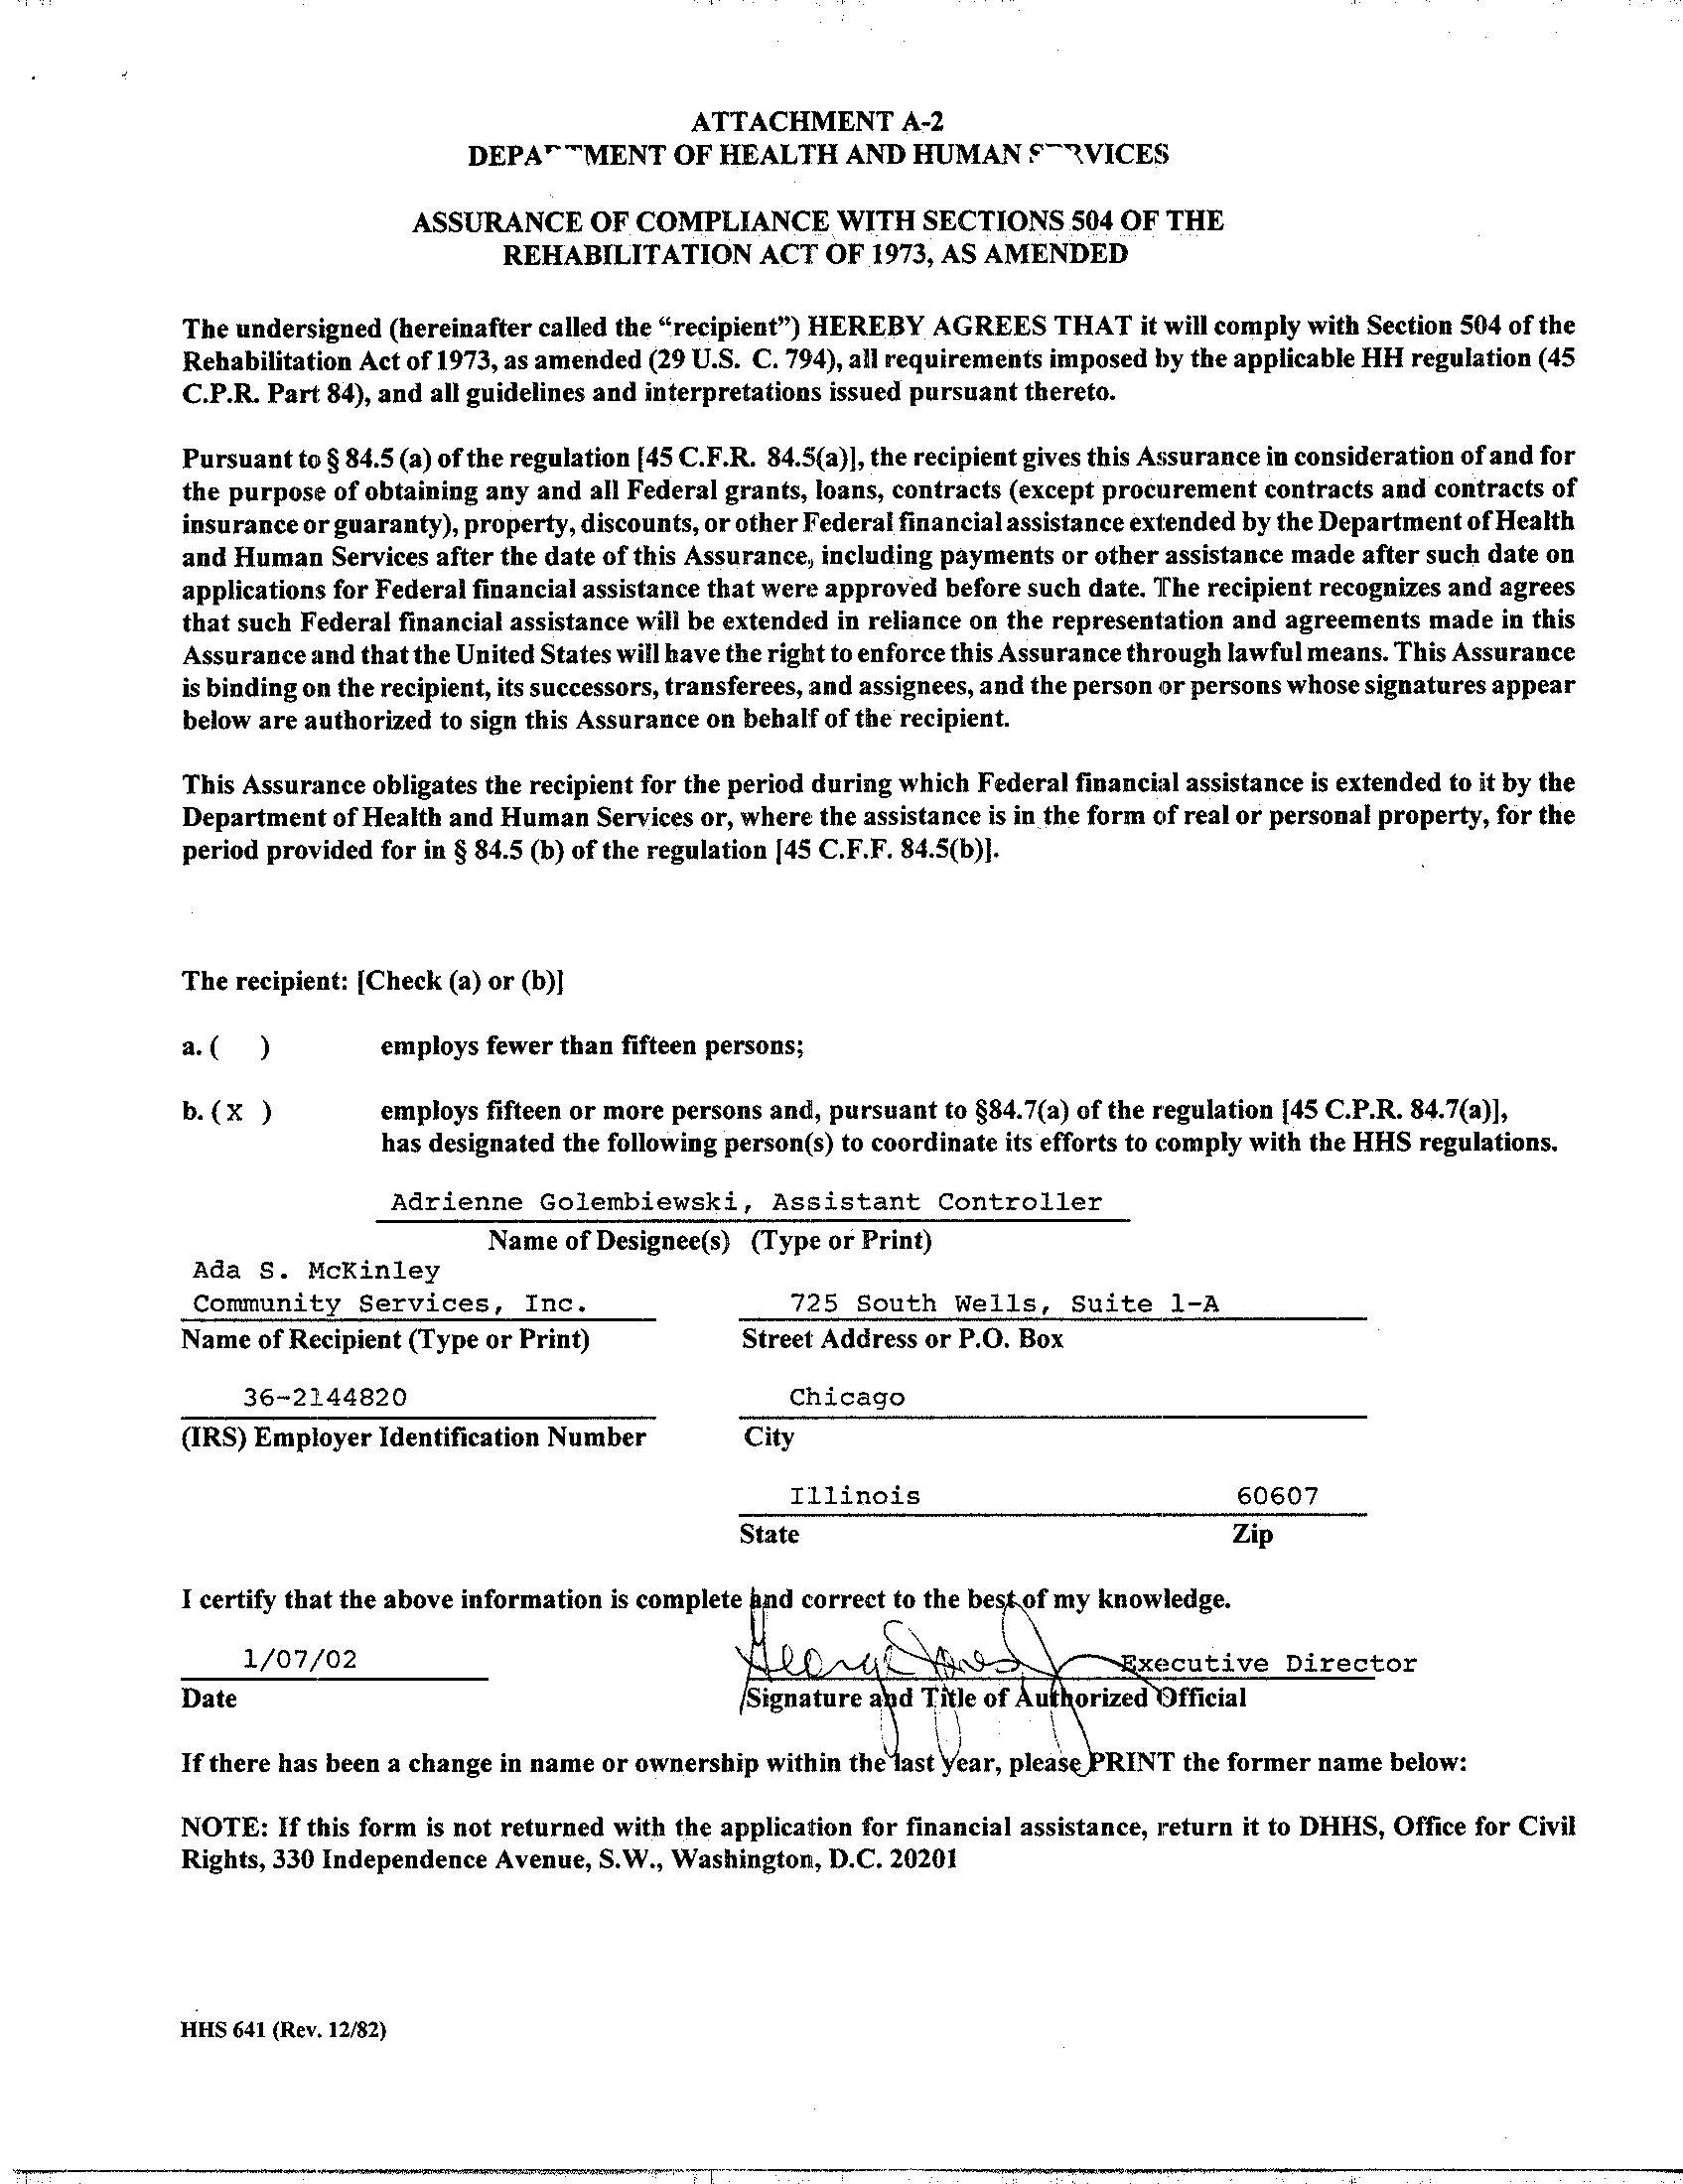 ATTACHMENT A-2
DEPARTMENT OF HEALTH AND HUMAN SERVICES
ASSURANCE OF COMPLIANCE WITH SECTIONS 504 OF THE
REHABILITATION ACT OF 1973, AS AMENDED
The undersigned (hereinafter called the “recipient”) HEREBY AGREES THAT it will comply with Section 504 of the
Rehabilitation Act of 1973, as amended (29 U.S. C. 794), all requirements imposed by the applicable HH regulation (45
C.P.R. Part 84), and all guidelines and interpretations issued pursuant thereto.
Pursuant to § 84.5 (a) of the regulation [45 C.F.R. 84.5(a)], the recipient gives this Assurance in consideration of and for
the purpose of obtaining any and all Federal grants, loans, contracts (except procurement contracts and contracts of
insurance or guaranty), property, discounts, or other Federal financial assistance extended by the Department of Health
and Human Services after the date of this Assurance, including payments or other assistance made after such date on
applications for Federal financial assistance that were approved before such date. The recipient recognizes and agrees
that such Federal financial assistance will be extended in reliance on the representation and agreements made in this
Assurance and that the United States will have the right to enforce this Assurance through lawful means. This Assurance
is binding on the recipient, its successors, transferees, and assignees, and the person or persons whose signatures appear
below are authorized to sign this Assurance on behalf of the recipient.
This Assurance obligates the recipient for the period during which Federal financial assistance is extended to it by the
Department of Health and Human Services or, where the assistance is in the form of real or personal property, for the
period provided for in § 84.5 (b) of the regulation [45 C.F.F. 84.5(b)].
The recipient: [Check (a) or (b)]
a. ( ) employs fewer than fifteen persons;
b. ( X ) employs fifteen or more persons and, pursuant to §84.7(a) of the regulation [45 C.P.R. 84.7(a)],
has designated the following person(s) to coordinate its efforts to comply with the HHS regulations.
Adrienne Golembiewski, Assistant Controller
Name of Designee(s) (Type or Print)
Ada S. McKinley
Community Services, Inc. 725 South Wells, Suite 1-A
Name of Recipient (Type or Print) Street Address or P.O. Box
36-2144820 Chicago
(IRS) Employer Identification Number City
Illinois 60607
State Zip
I certify that the above information is complete and correct to the best of my knowledge.
1/07/02 George Jones Executive Director
Date Signature and Title of Authorized Official
If there has been a change in name or ownership within the last year, please PRINT the former name below:
NOTE: If this form is not returned with the application for financial assistance, return it to DHHS, Office for Civil
Rights, 330 Independence Avenue, S.W., Washington, D.C. 20201
HHS 641 (Rev. 12/82)